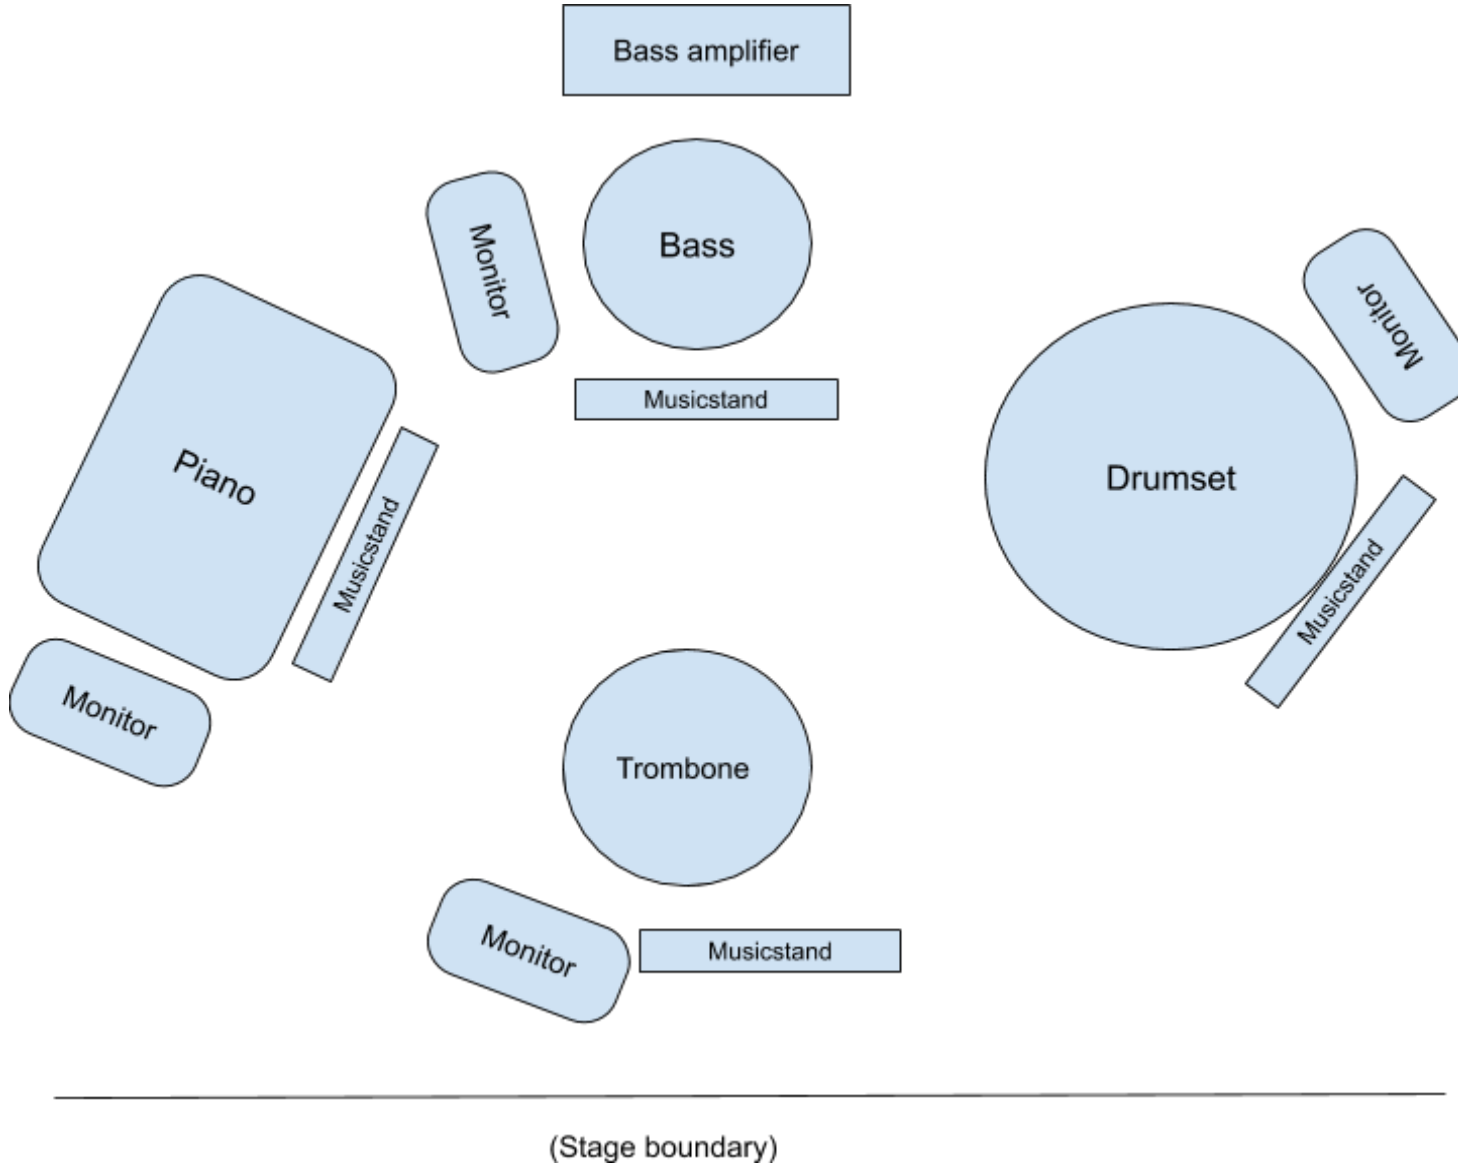 Bass amplifier
Monitor
Bass
Monitor
Musicstand
Piano
Drumset
Musicstand
Musicstand
Monitor
Trombone
Monitor
Musicstand
(Stage boundary)